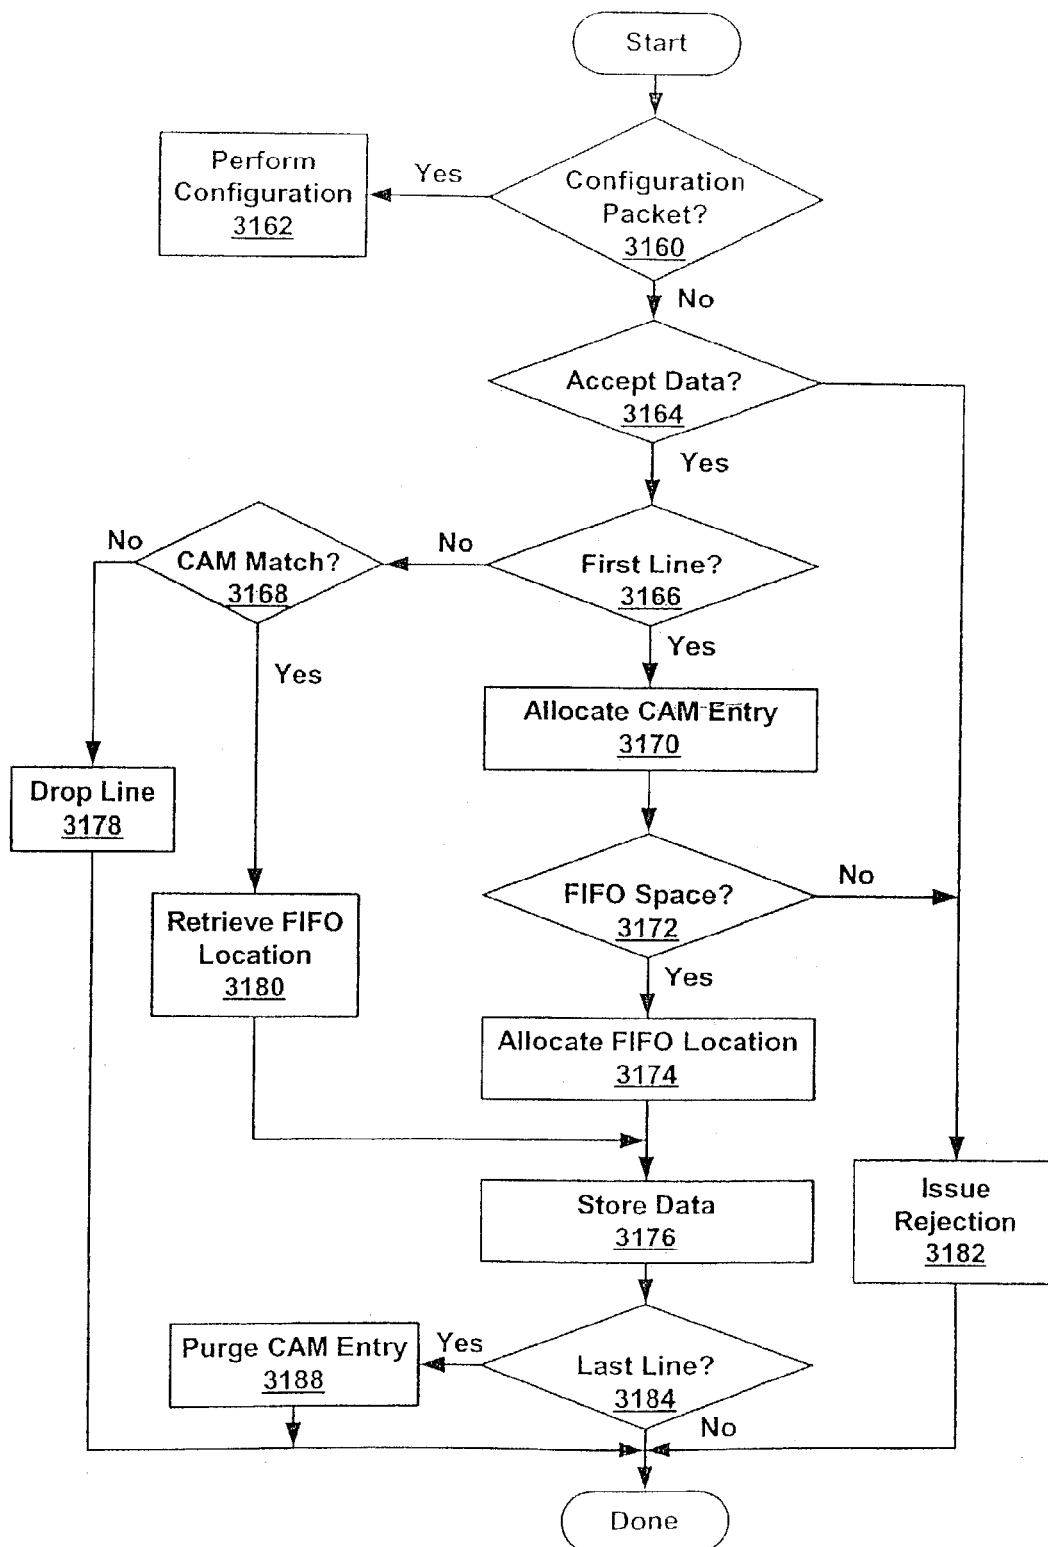 Start
Configuration
Packet?
3160
Yes
Perform
Configuration
3162
No
Accept Data?
3164
Yes
First Line?
3166
No
CAM Match?
3168
No
Yes
Yes
Allocate CAM Entry
3170
Drop Line
3178
FIFO Space?
3172
No
Retrieve FIFO
Location
3180
Yes
Allocate FIFO Location
3174
Store Data
3176
Issue
Rejection
3182
Last Line?
3184
Yes
Purge CAM Entry
3188
No
Done